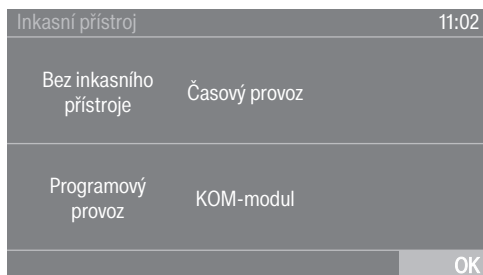 Inkasní přístroj 11:02
Bez inkasního
přístroje
Časový provoz
Programový
provoz
KOM-modul
OK